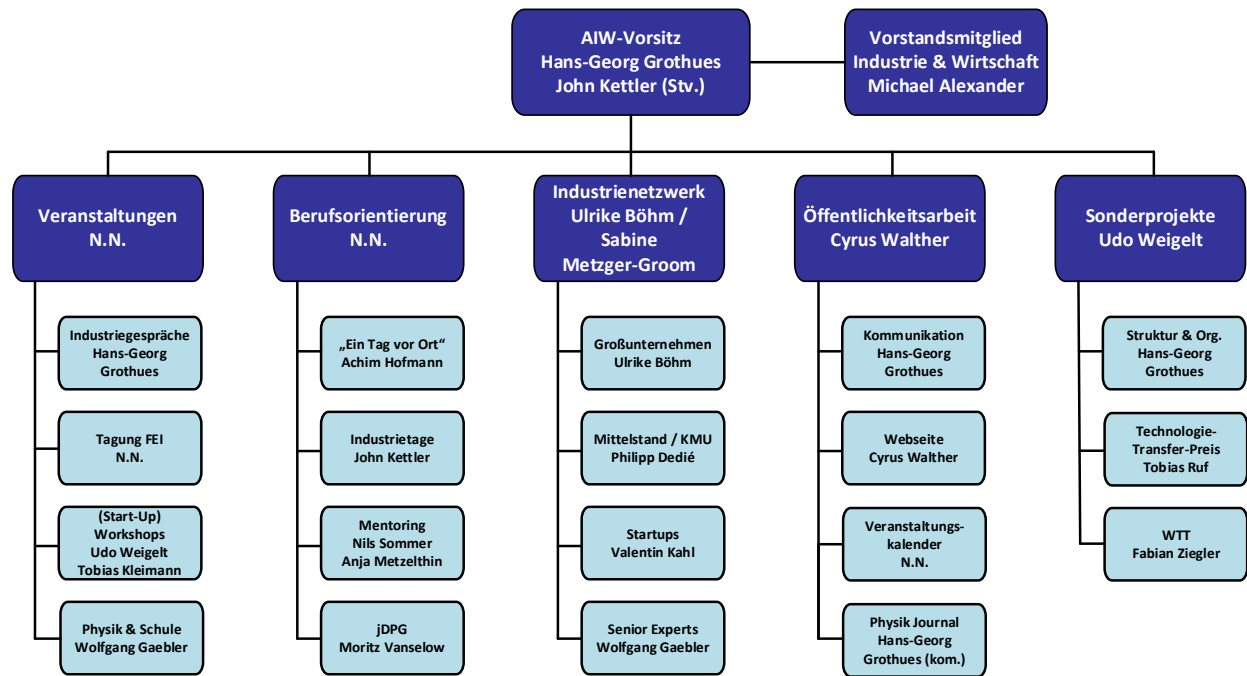 AIW-Vorsitz
Hans-Georg Grothues
John Kettler (Stv.)
Vorstandsmitglied
Industrie & Wirtschaft
Michael Alexander
Veranstaltungen
N.N.
Berufsorientierung
N.N.
Industrienetzwerk
Ulrike Böhm /
Sabine
Metzger-Groom
Öffentlichkeitsarbeit
Cyrus Walther
Sonderprojekte
Udo Weigelt
Industriegespräche
Hans-Georg
Grothues
Tagung FEI
N.N.
(Start-Up)
Workshops
Udo Weigelt
Tobias Kleimann
Physik & Schule
Wolfgang Gaebler
„Ein Tag vor Ort“
Achim Hofmann
Industrietage
John Kettler
Mentoring
Nils Sommer
Anja Metzelthin
jDPG
Moritz Vanselow
Großunternehmen
Ulrike Böhm
Mittelstand / KMU
Philipp Dedié
Startups
Valentin Kahl
Senior Experts
Wolfgang Gaebler
Kommunikation
Hans-Georg
Grothues
Webseite
Cyrus Walther
Veranstaltungs-
kalender
N.N.
Physik Journal
Hans-Georg
Grothues (kom.)
Struktur & Org.
Hans-Georg
Grothues
Technologie-
Transfer-Preis
Tobias Ruf
WTT
Fabian Ziegler